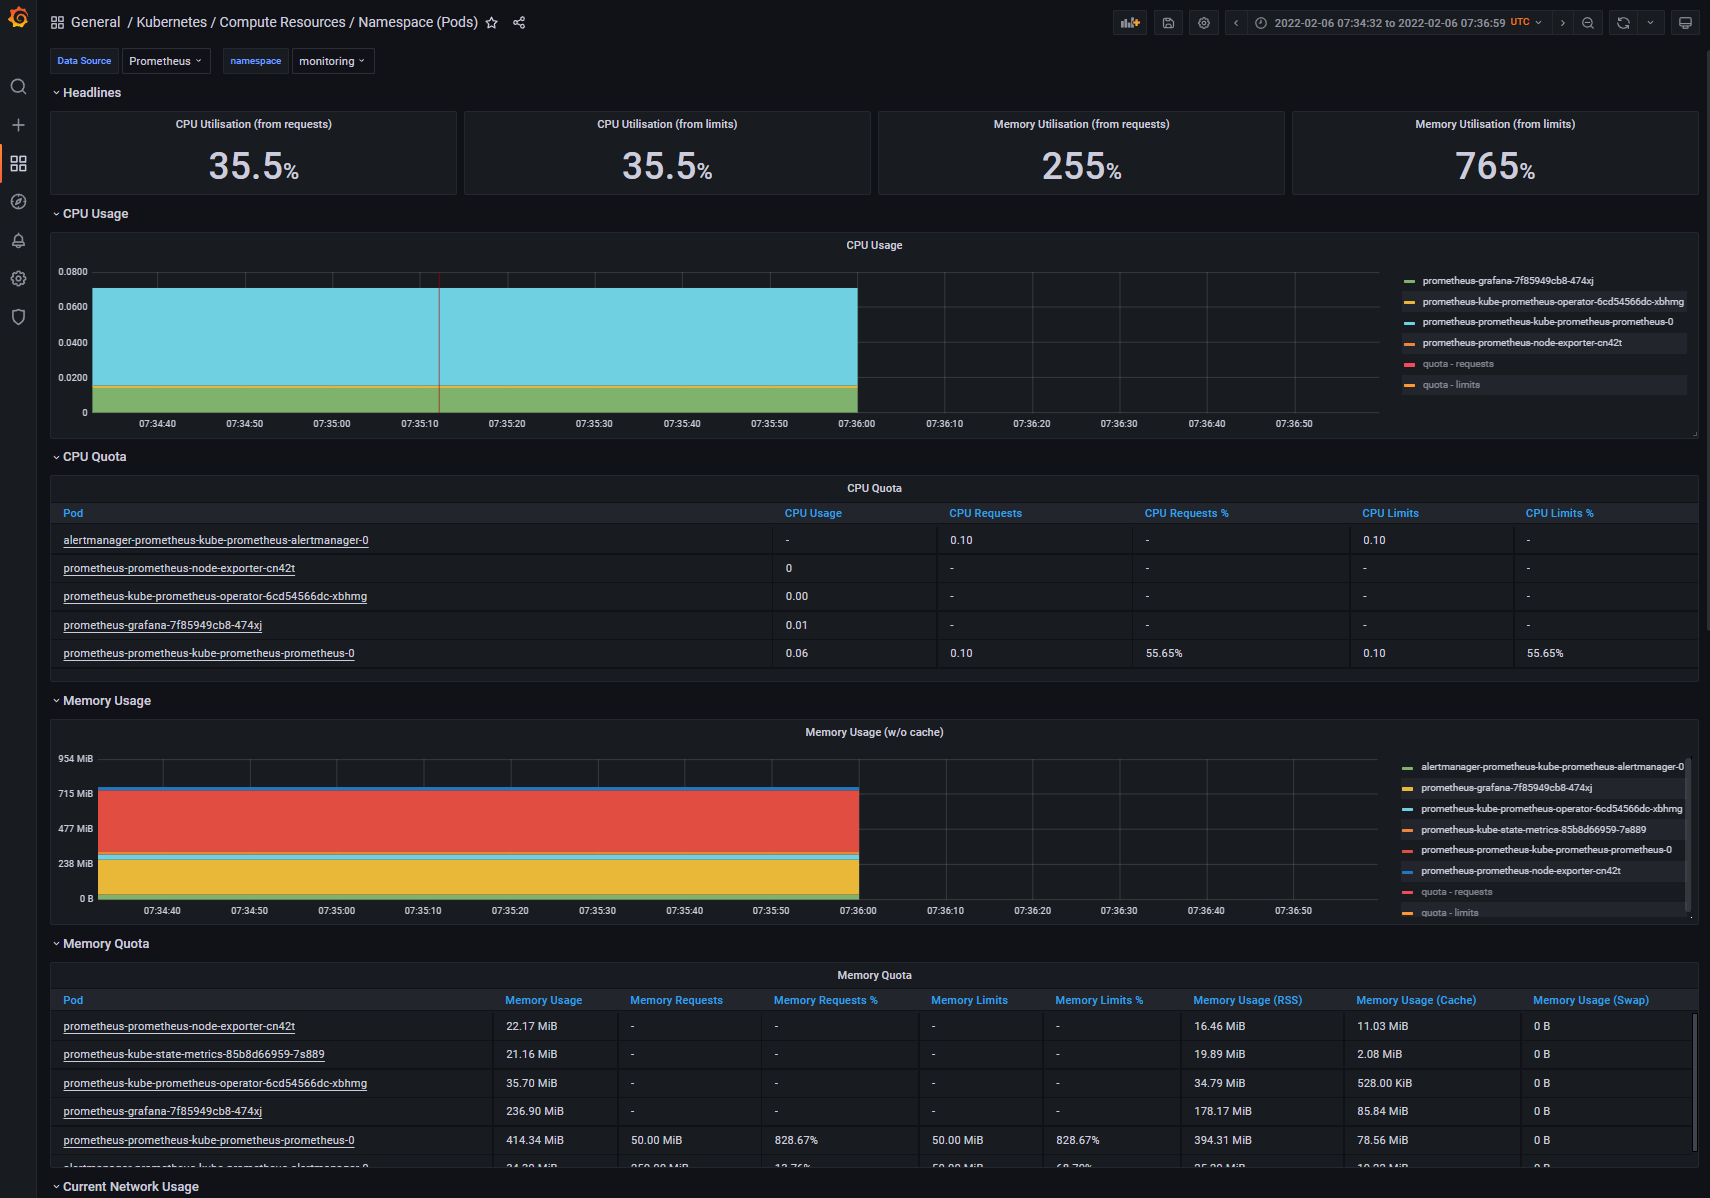 General / Kubernetes / Compute Resources / Namespace (Pods)
2022-02-06 07:34:32 to 2022-02-06 07:36:59 UTC
Data Source Prometheus namespace monitoring
Headlines
CPU Utilisation (from requests) CPU Utilisation (from limits) Memory Utilisation (from requests) Memory Utilisation (from limits)
35.5% 35.5% 255% 765%
CPU Usage
CPU Usage
0.0800
0.0600
0.0400
0.0200
0
07:34:40 07:34:50 07:35:00 07:35:10 07:35:20 07:35:30 07:35:40 07:35:50 07:36:00 07:36:10 07:36:20 07:36:30 07:36:40 07:36:50
prometheus-grafana-7f85949cb8-474xj
prometheus-kube-prometheus-operator-6cd54566dc-xbhmg
prometheus-prometheus-kube-prometheus-prometheus-0
prometheus-prometheus-node-exporter-cn42t
quota - requests
quota - limits
CPU Quota
CPU Quota
Pod CPU Usage CPU Requests CPU Requests % CPU Limits CPU Limits %
alertmanager-prometheus-kube-prometheus-alertmanager-0 - 0.10 - 0.10 -
prometheus-prometheus-node-exporter-cn42t 0 - - - -
prometheus-kube-prometheus-operator-6cd54566dc-xbhmg 0.00 - - - -
prometheus-grafana-7f85949cb8-474xj 0.01 - - - -
prometheus-prometheus-kube-prometheus-prometheus-0 0.06 0.10 55.65% 0.10 55.65%
Memory Usage
Memory Usage (w/o cache)
954 MiB
715 MiB
477 MiB
238 MiB
0 B
07:34:40 07:34:50 07:35:00 07:35:10 07:35:20 07:35:30 07:35:40 07:35:50 07:36:00 07:36:10 07:36:20 07:36:30 07:36:40 07:36:50
alertmanager-prometheus-kube-prometheus-alertmanager-0
prometheus-grafana-7f85949cb8-474xj
prometheus-kube-prometheus-operator-6cd54566dc-xbhmg
prometheus-kube-state-metrics-85b8d66959-7s889
prometheus-prometheus-kube-prometheus-prometheus-0
prometheus-prometheus-node-exporter-cn42t
quota - requests
quota - limits
Memory Quota
Memory Quota
Pod Memory Usage Memory Requests Memory Requests % Memory Limits Memory Limits % Memory Usage (RSS) Memory Usage (Cache) Memory Usage (Swap)
prometheus-prometheus-node-exporter-cn42t 22.17 MiB - - - - 16.46 MiB 11.03 MiB 0 B
prometheus-kube-state-metrics-85b8d66959-7s889 21.16 MiB - - - - 19.89 MiB 2.08 MiB 0 B
prometheus-kube-prometheus-operator-6cd54566dc-xbhmg 35.70 MiB - - - - 34.79 MiB 528.00 KiB 0 B
prometheus-grafana-7f85949cb8-474xj 236.90 MiB - - - - 178.17 MiB 85.84 MiB 0 B
prometheus-prometheus-kube-prometheus-prometheus-0 414.34 MiB 50.00 MiB 828.67% 50.00 MiB 828.67% 394.31 MiB 78.56 MiB 0 B
alertmanager-prometheus-kube-prometheus-alertmanager-0
Current Network Usage